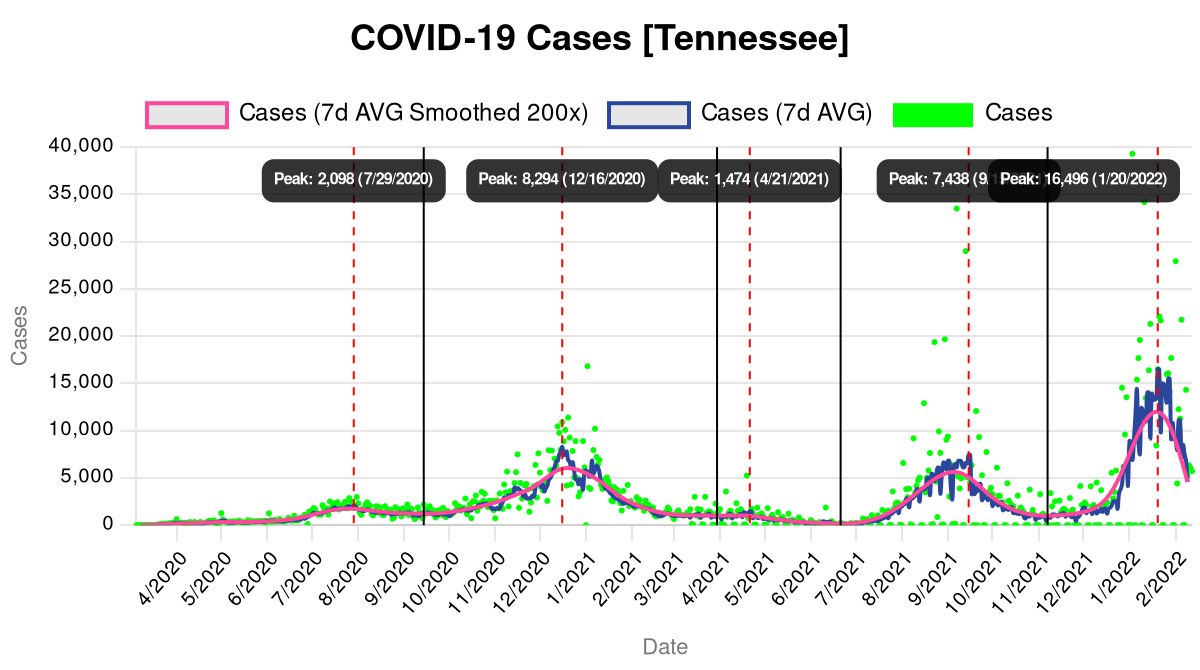 COVID-19 Cases [Tennessee]
Cases (7d AVG Smoothed 200x) Cases (7d AVG) Cases
40,000
35,000
30,000
25,000
20,000
15,000
10,000
5,000
0
Cases
Peak: 2,098 (7/29/2020) Peak: 8,294 (12/16/2020) Peak: 1,474 (4/21/2021) Peak: 7,438 Peak: 16,496 (1/20/2022)
4/2020 5/2020 6/2020 7/2020 8/2020 9/2020 10/2020 11/2020 12/2020 1/2021 2/2021 3/2021 4/2021 5/2021 6/2021 7/2021 8/2021 9/2021 10/2021 11/2021 12/2021 1/2022 2/2022
Date